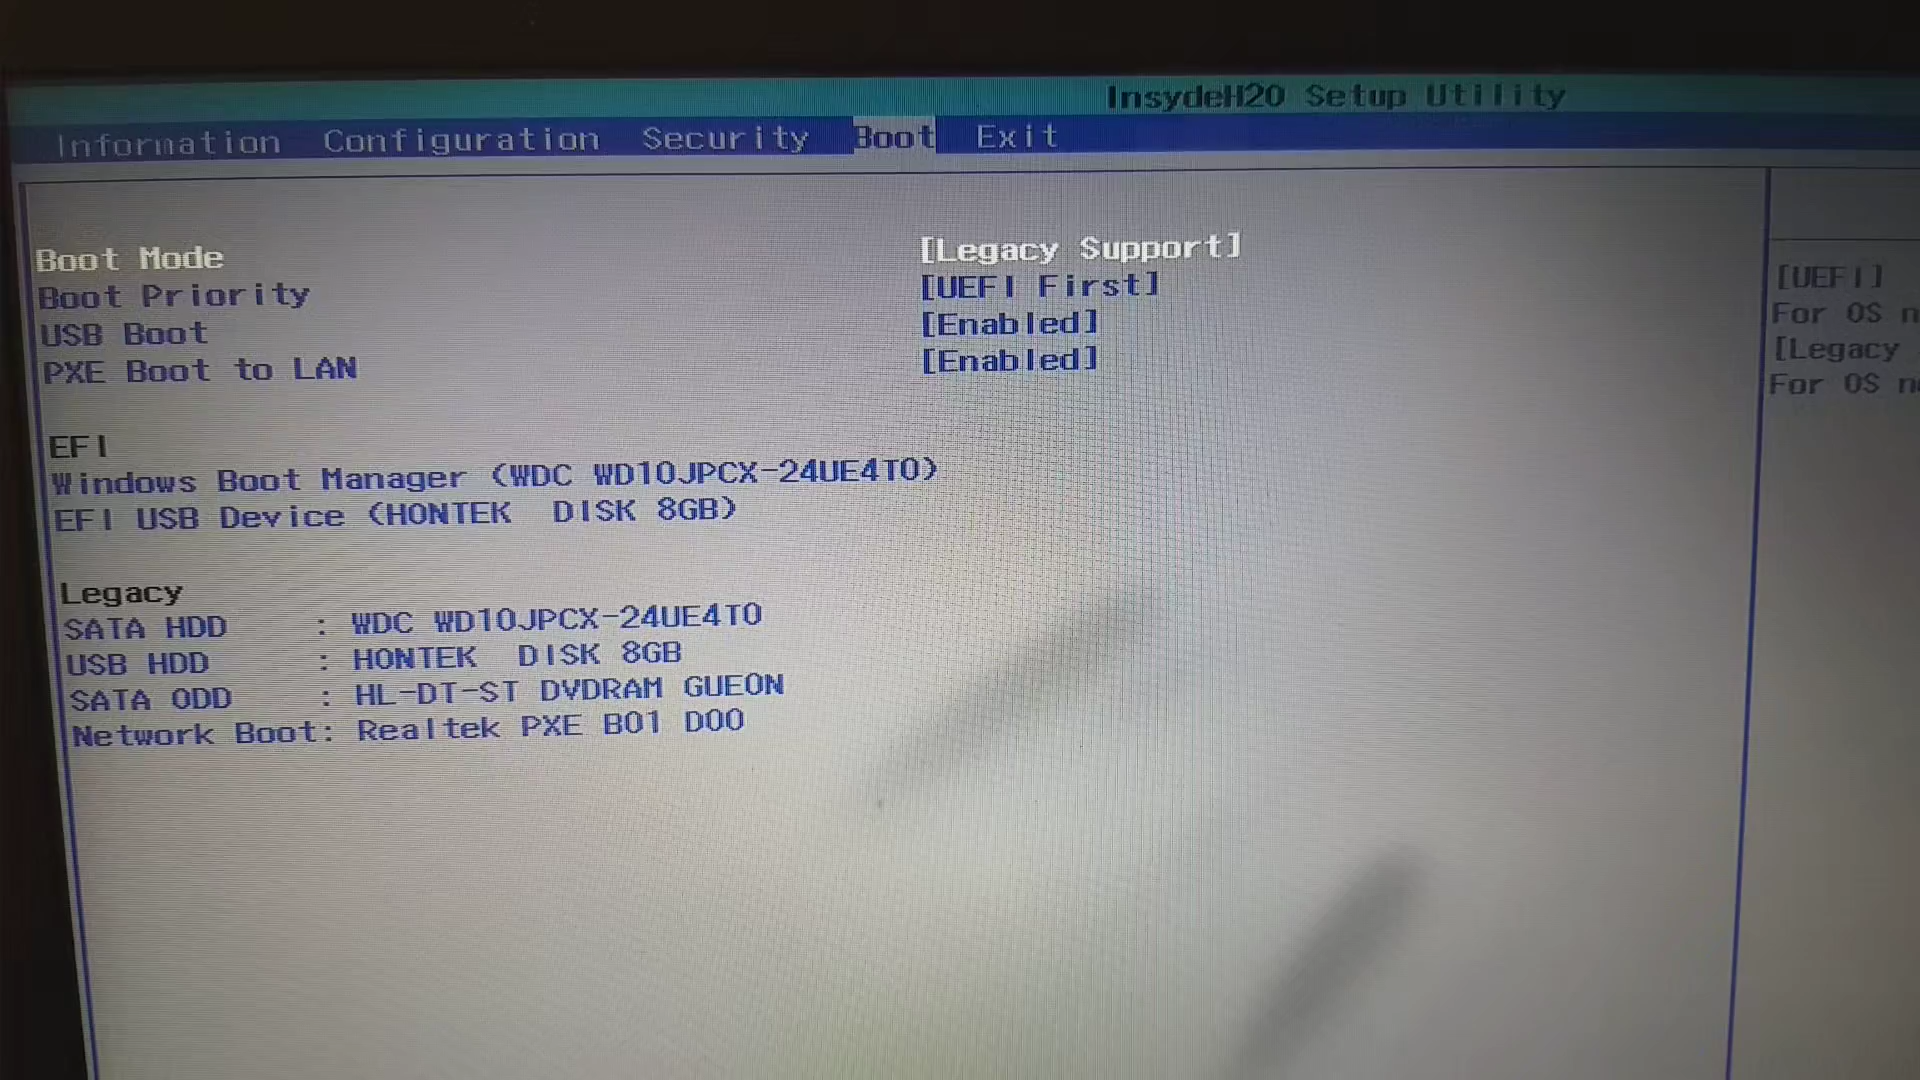 InsydeH20 Setup Utility
Information Configuration Security Boot Exit
Boot Mode [Legacy Support]
Boot Priority [UEFI First]
USB Boot [Enabled]
PXE Boot to LAN [Enabled]
EFI
Windows Boot Manager (WDC WD10JPCX-24UE4T0)
EFI USB Device (HONTEK DISK 8GB)
Legacy
SATA HDD : WDC WD10JPCX-24UE4T0
USB HDD : HONTEK DISK 8GB
SATA ODD : HL-DT-ST DVDRAM GUE0N
Network Boot: Realtek PXE B01 D00
[UEFI]
For OS
[Legacy
For OS